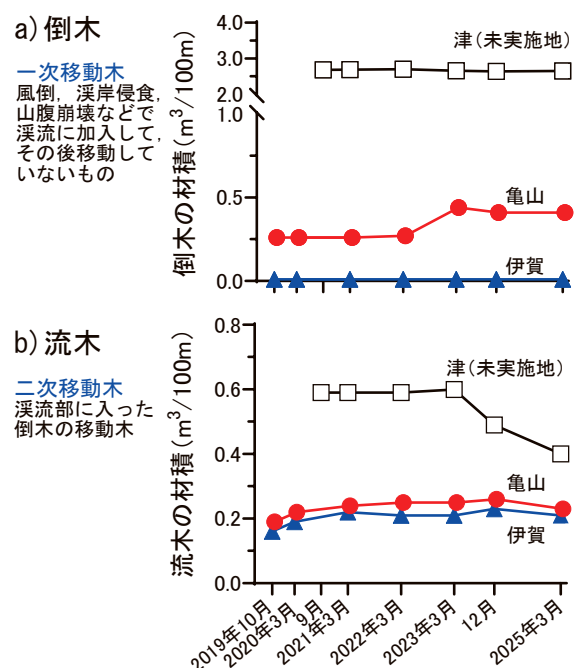 a) 倒木
一次移動木
風倒，渓岸侵食，
山腹崩壊などで
渓流に加入して，
その後移動して
いないもの
倒木の材積(m³/100m)
4.0
3.0
2.0
1.0
0.5
0.0
津(未実施地)
亀山
伊賀
b) 流木
二次移動木
渓流部に入った
倒木の移動木
流木の材積(m³/100m)
0.8
0.6
0.4
0.2
0.0
津(未実施地)
亀山
伊賀
2019年10月
2020年3月
9月
2021年3月
2022年3月
2023年3月
12月
2025年3月